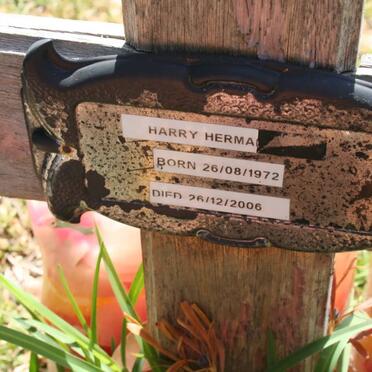 HARRY HERMA
BORN 26/08/1972
DIED 26/12/2006